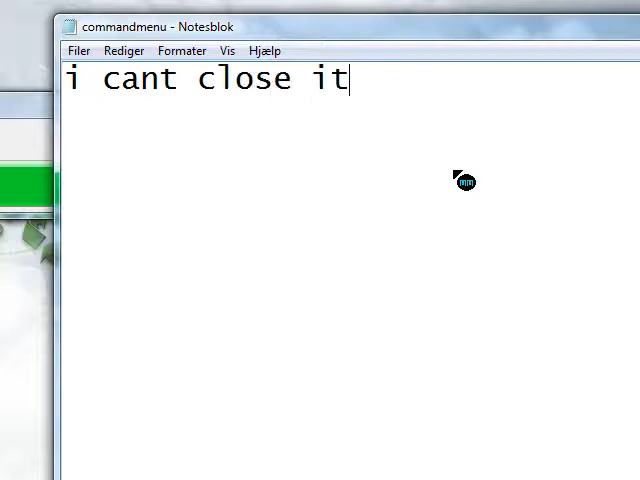 commandmenu - Notesblok
Filer Rediger Formater Vis Hjælp
i cant close it